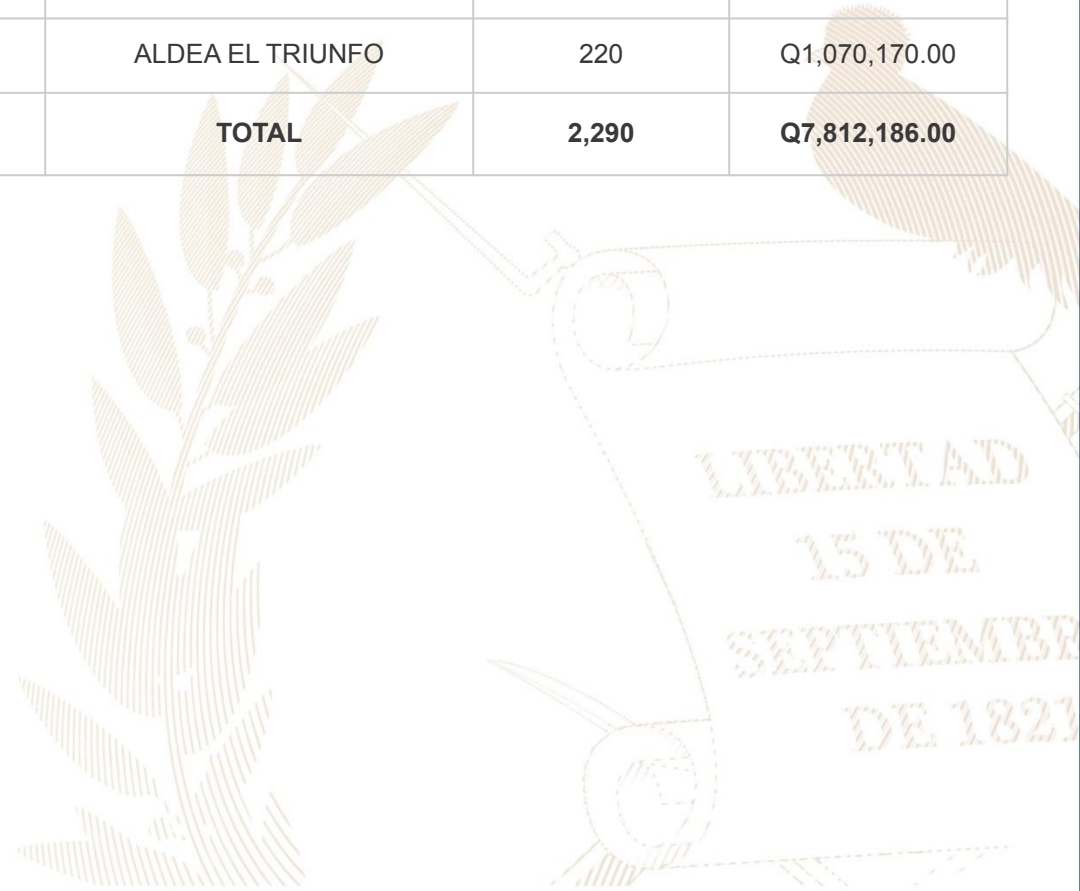 ALDEA EL TRIUNFO 220 Q1,070,170.00
TOTAL 2,290 Q7,812,186.00
LIBERTAD
15 DE
SEPTIEMBR
DE 1821